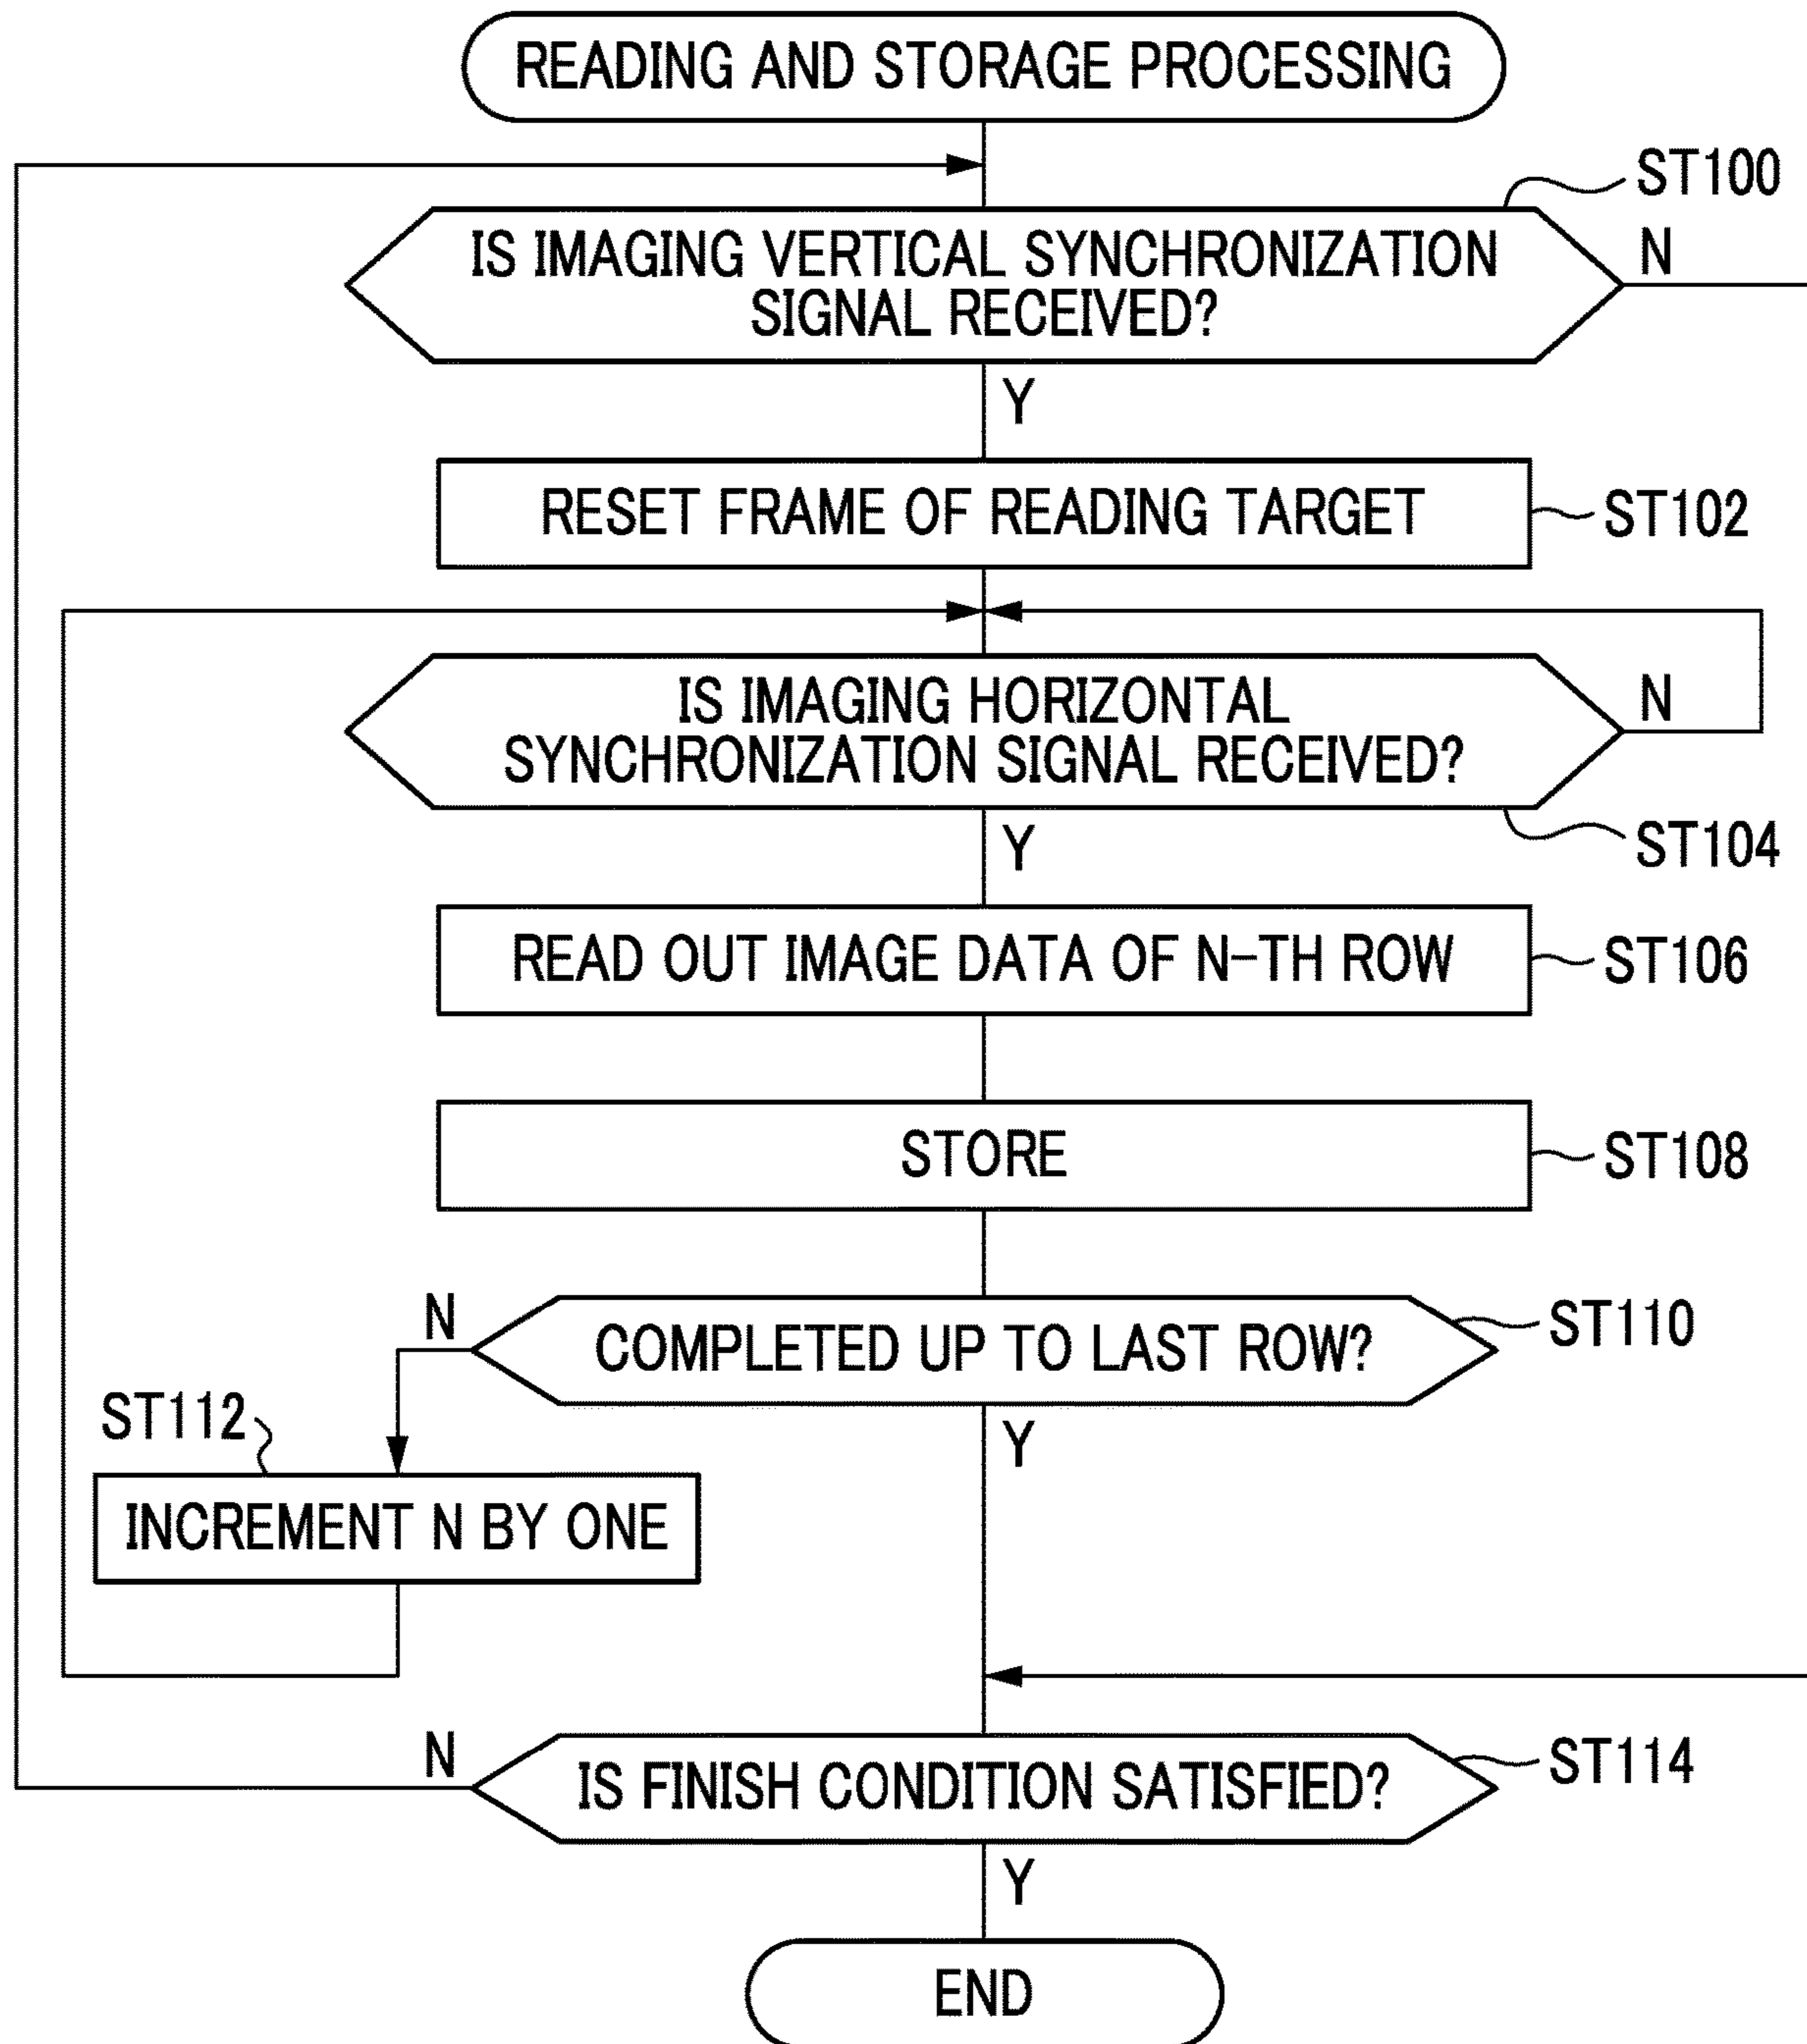 READING AND STORAGE PROCESSING
ST100
IS IMAGING VERTICAL SYNCHRONIZATION
SIGNAL RECEIVED?
N
Y
RESET FRAME OF READING TARGET
ST102
IS IMAGING HORIZONTAL
SYNCHRONIZATION SIGNAL RECEIVED?
N
Y
ST104
READ OUT IMAGE DATA OF N-TH ROW
ST106
STORE
ST108
N
COMPLETED UP TO LAST ROW?
ST110
ST112
Y
INCREMENT N BY ONE
N
IS FINISH CONDITION SATISFIED?
ST114
Y
END